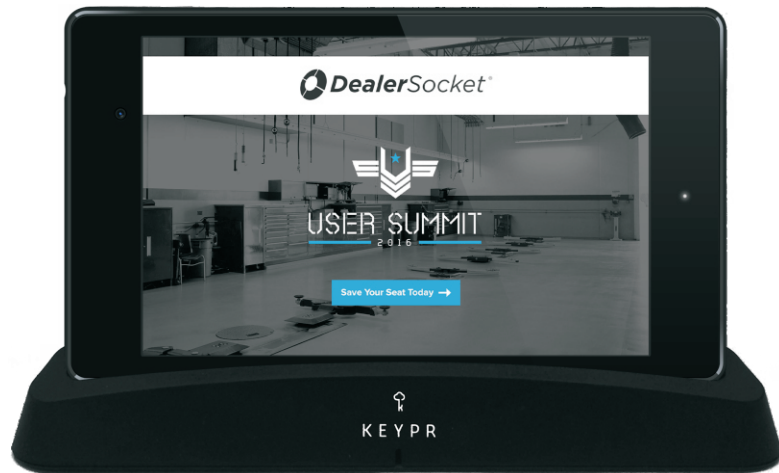 DealerSocket®
USER SUMMIT
2016
Save Your Seat Today →
KEYPR